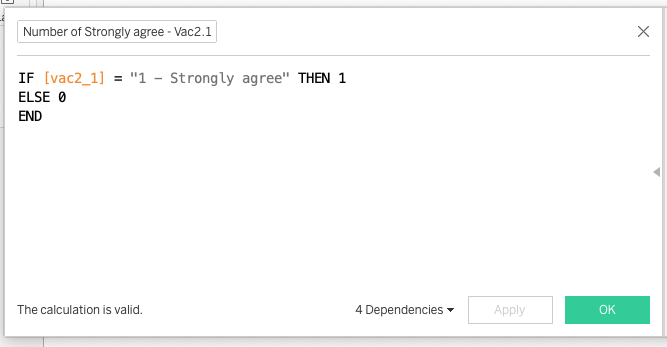 Number of Strongly agree - Vac2.1
IF [vac2_1] = "1 – Strongly agree" THEN 1
ELSE 0
END
The calculation is valid.
4 Dependencies
Apply
OK